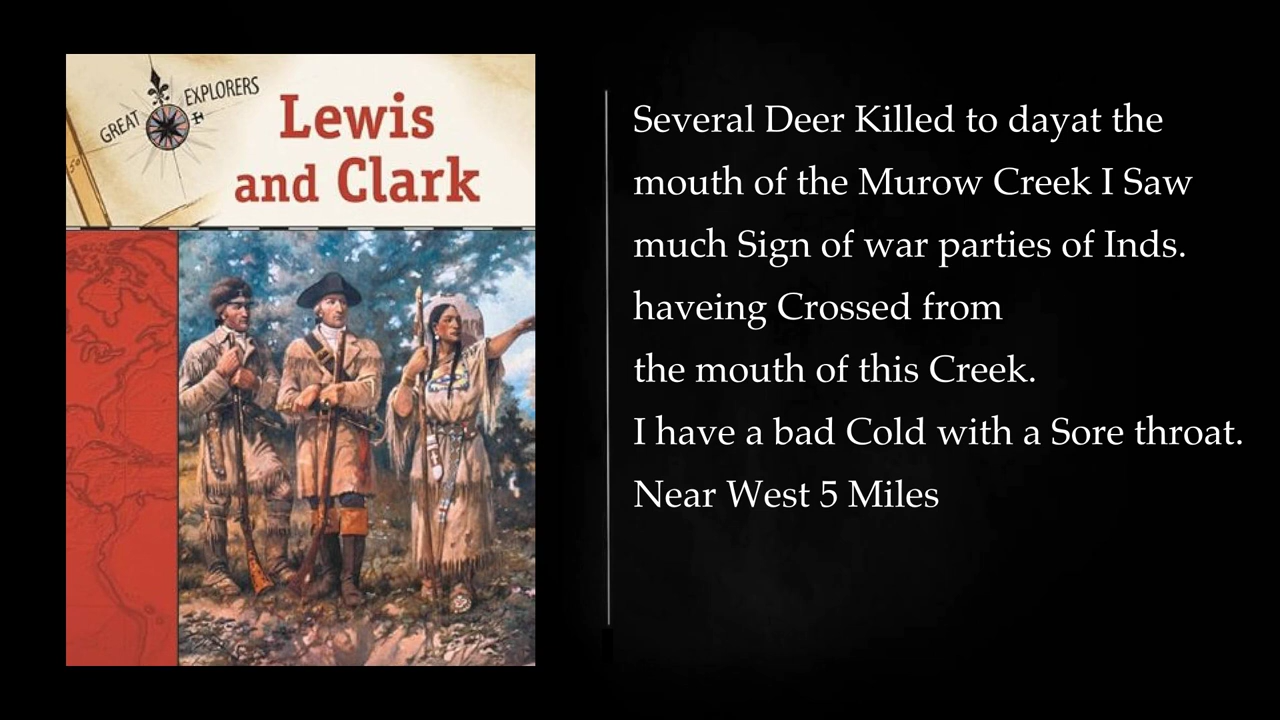 GREAT EXPLORERS
Lewis
and Clark
Several Deer Killed to dayat the
mouth of the Murow Creek I Saw
much Sign of war parties of Inds.
haveing Crossed from
the mouth of this Creek.
I have a bad Cold with a Sore throat.
Near West 5 Miles